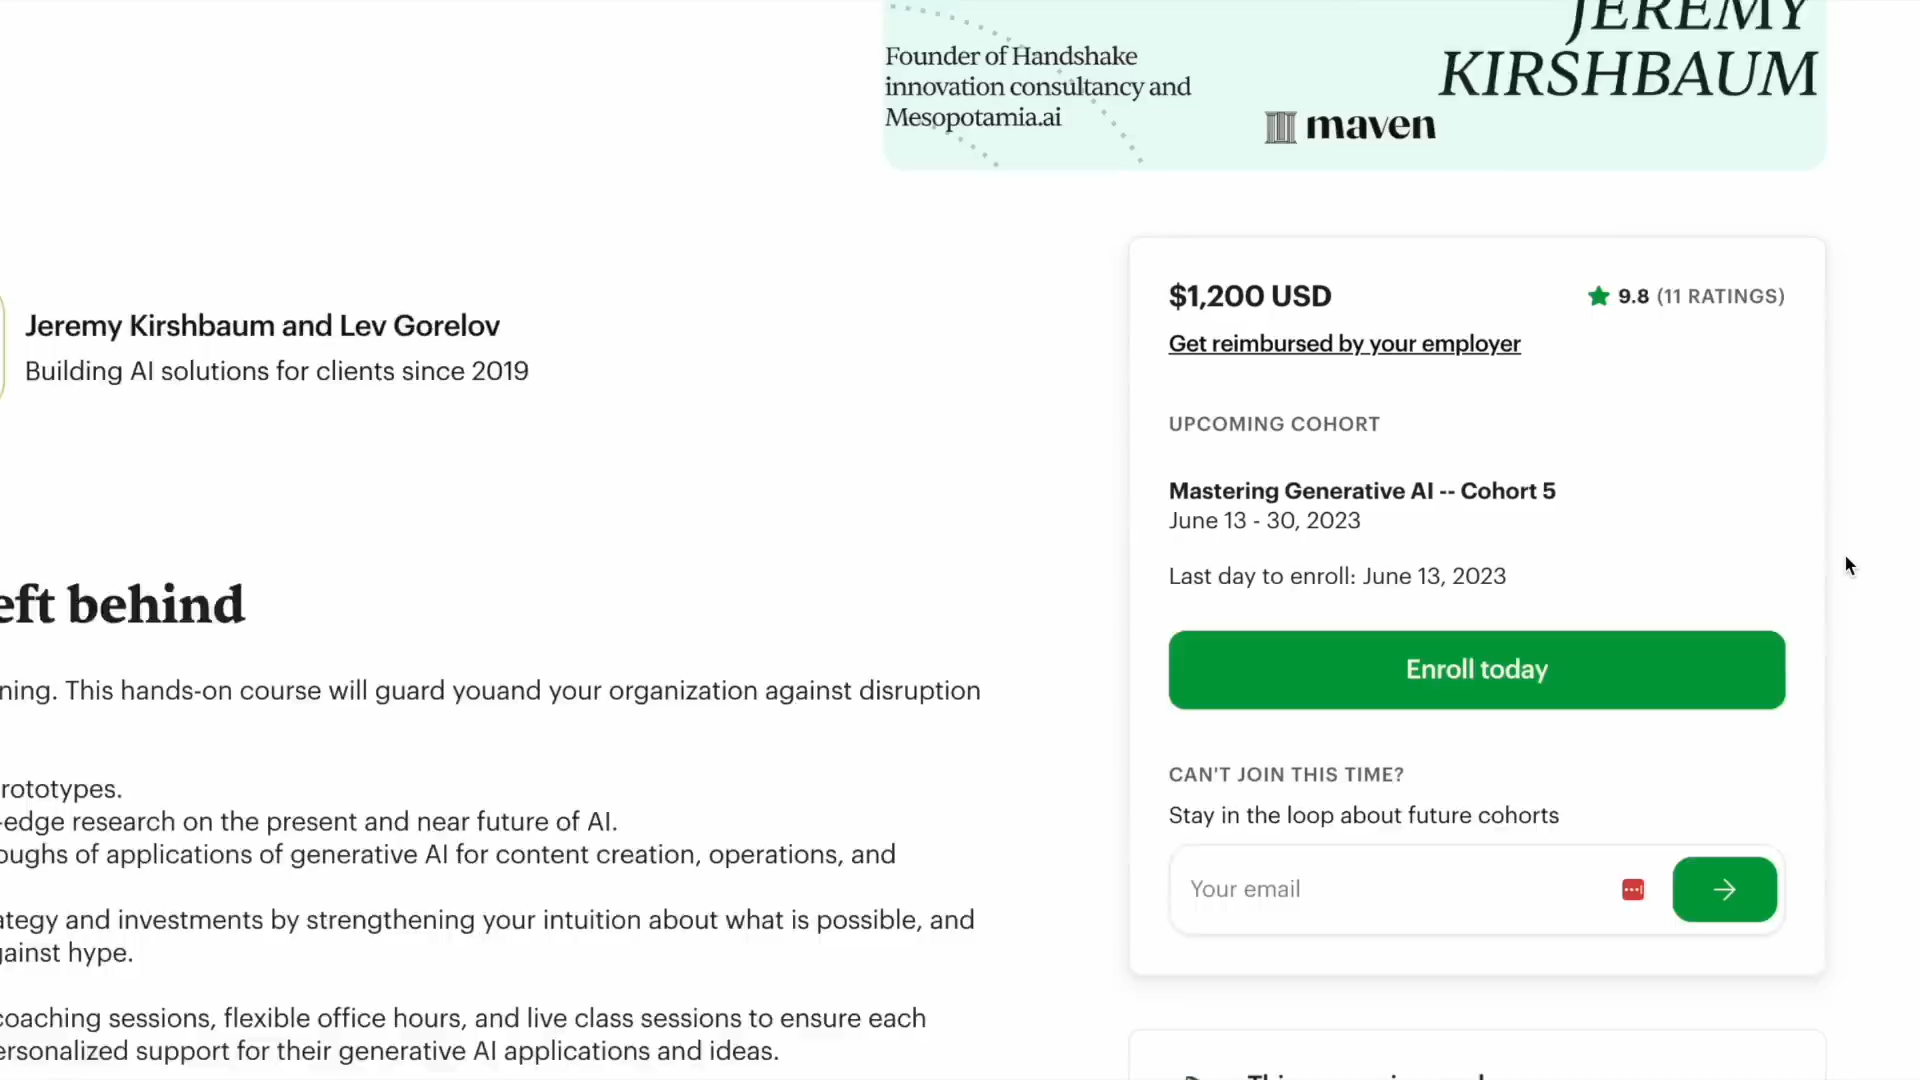 JEREMY
KIRSHBAUM
Founder of Handshake
innovation consultancy and
Mesopotamia.ai
maven
Jeremy Kirshbaum and Lev Gorelov
Building AI solutions for clients since 2019
eft behind
ning. This hands-on course will guard youand your organization against disruption
rototypes.
-edge research on the present and near future of AI.
oughs of applications of generative AI for content creation, operations, and
ategy and investments by strengthening your intuition about what is possible, and
gainst hype.
coaching sessions, flexible office hours, and live class sessions to ensure each
ersonalized support for their generative AI applications and ideas.
$1,200 USD
9.8 (11 RATINGS)
Get reimbursed by your employer
UPCOMING COHORT
Mastering Generative AI -- Cohort 5
June 13 - 30, 2023
Last day to enroll: June 13, 2023
Enroll today
CAN'T JOIN THIS TIME?
Stay in the loop about future cohorts
Your email